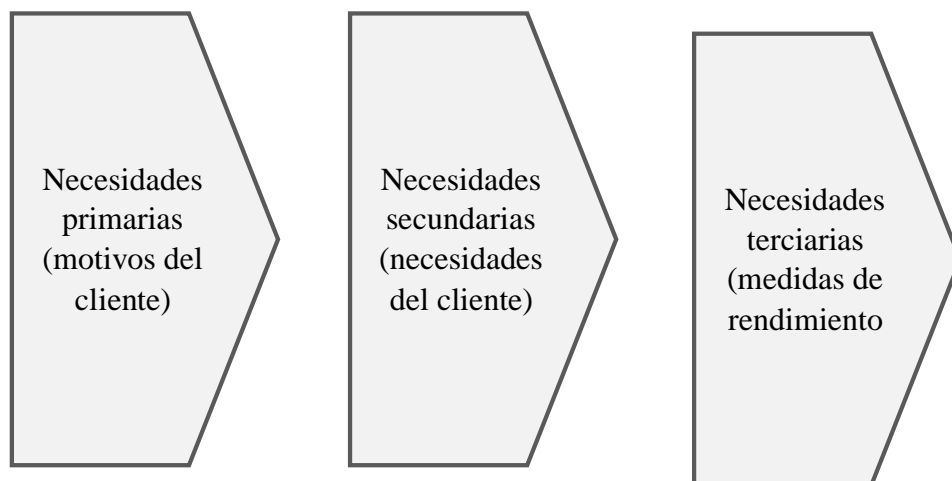 Necesidades
primarias
(motivos del
cliente)
Necesidades
secundarias
(necesidades
del cliente)
Necesidades
terciarias
(medidas de
rendimiento